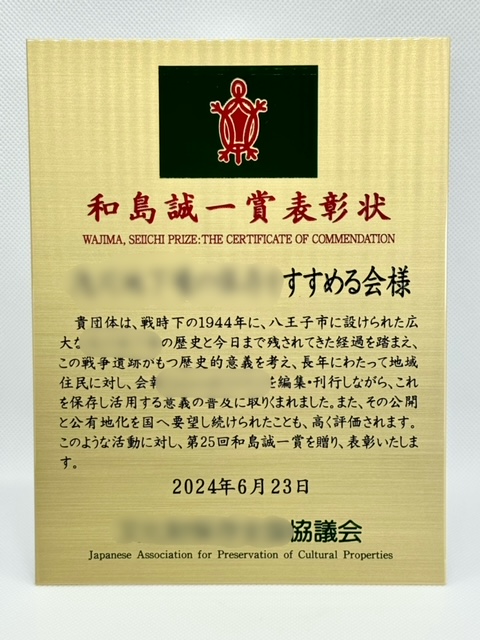 和島誠一賞表彰状
WAJIMA, SEIICHI PRIZE: THE CERTIFICATE OF COMMENDATION
すすめる会様
貴団体は、戦時下の1944年に、八王子市に設けられた広
大な の歴史と今日まで残されてきた経過を踏まえ、
この戦争遺跡がもつ歴史的意義を考え、長年にわたって地域
住民に対し、会報 を編集・刊行しながら、これ
を保存し活用する意義の普及に取りくまれました。また、その公開
と公有地化を国へ要望し続けられたことも、高く評価されます。
このような活動に対し、第25回和島誠一賞を贈り、表彰いたしま
す。
2024年6月23日
協議会
Japanese Association for Preservation of Cultural Properties